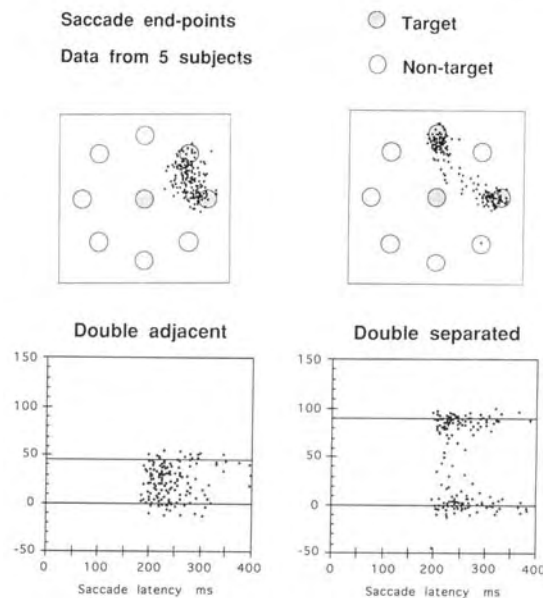 Saccade end-points
Data from 5 subjects
Target
Non-target
Double adjacent
Double separated
150
100
50
0
-50
0 100 200 300 400
Saccade latency ms
150
100
50
0
-50
0 100 200 300 400
Saccade latency ms